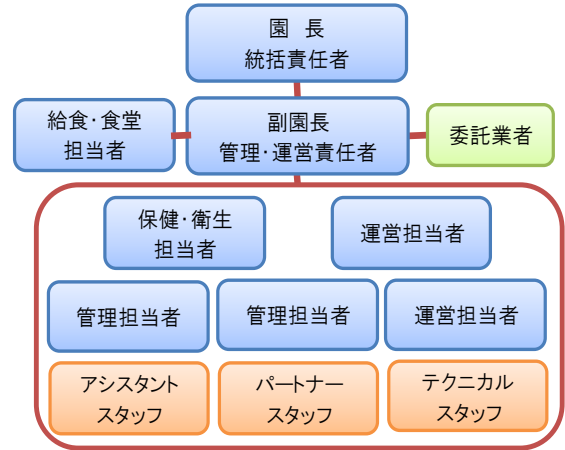 園 長
統括責任者
給食・食堂
担当者
副園長
管理・運営責任者
委託業者
保健・衛生
担当者
運営担当者
管理担当者
管理担当者
運営担当者
アシスタント
スタッフ
パートナー
スタッフ
テクニカル
スタッフ